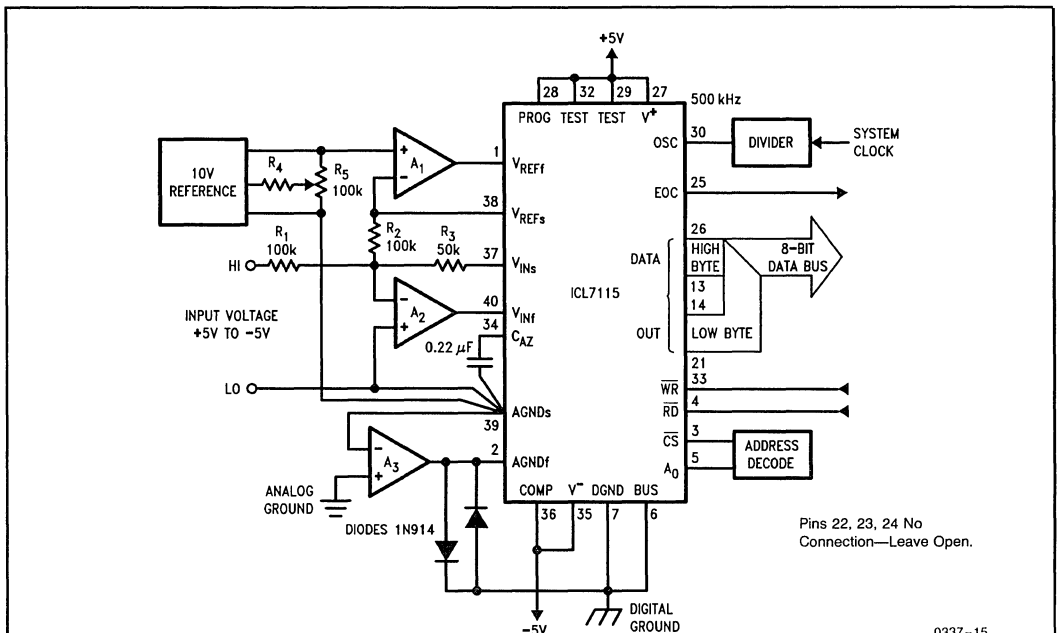 +5V
28 32 29 27
PROG TEST TEST V+
500 kHz
10V
REFERENCE
R4
R5
100k
+
−
A1
1
VREFf
38
VREFs
R1
100k
R2
100k
R3
50k
37
VINs
HI
INPUT VOLTAGE
+5V TO −5V
−
+
A2
40
VINf
34
CAZ
0.22 μF
LO
AGNDs
39
−
+
A3
2
AGNDf
ANALOG
GROUND
DIODES 1N914
ICL7115
OSC
30
DIVIDER
SYSTEM
CLOCK
EOC
25
26
DATA
HIGH
BYTE
8-BIT
DATA BUS
13
14
OUT
LOW BYTE
21
33
WR
4
RD
3
CS
5
A0
ADDRESS
DECODE
COMP V− DGND BUS
36 35 7 6
−5V
DIGITAL
GROUND
Pins 22, 23, 24 No
Connection—Leave Open.
0337–15